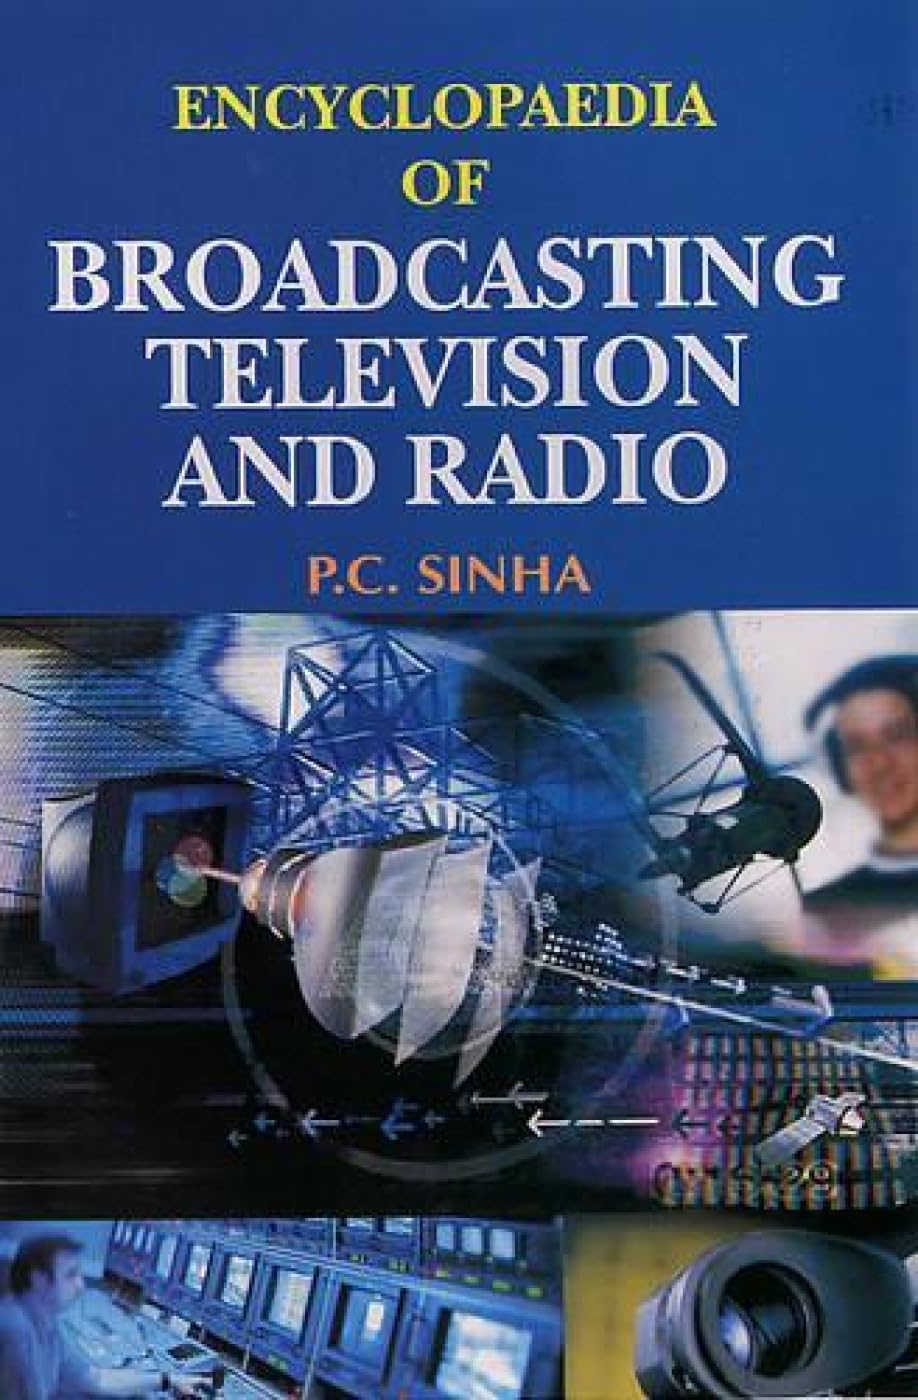 ENCYCLOPAEDIA
OF
BROADCASTING
TELEVISION
AND RADIO
P.C. SINHA